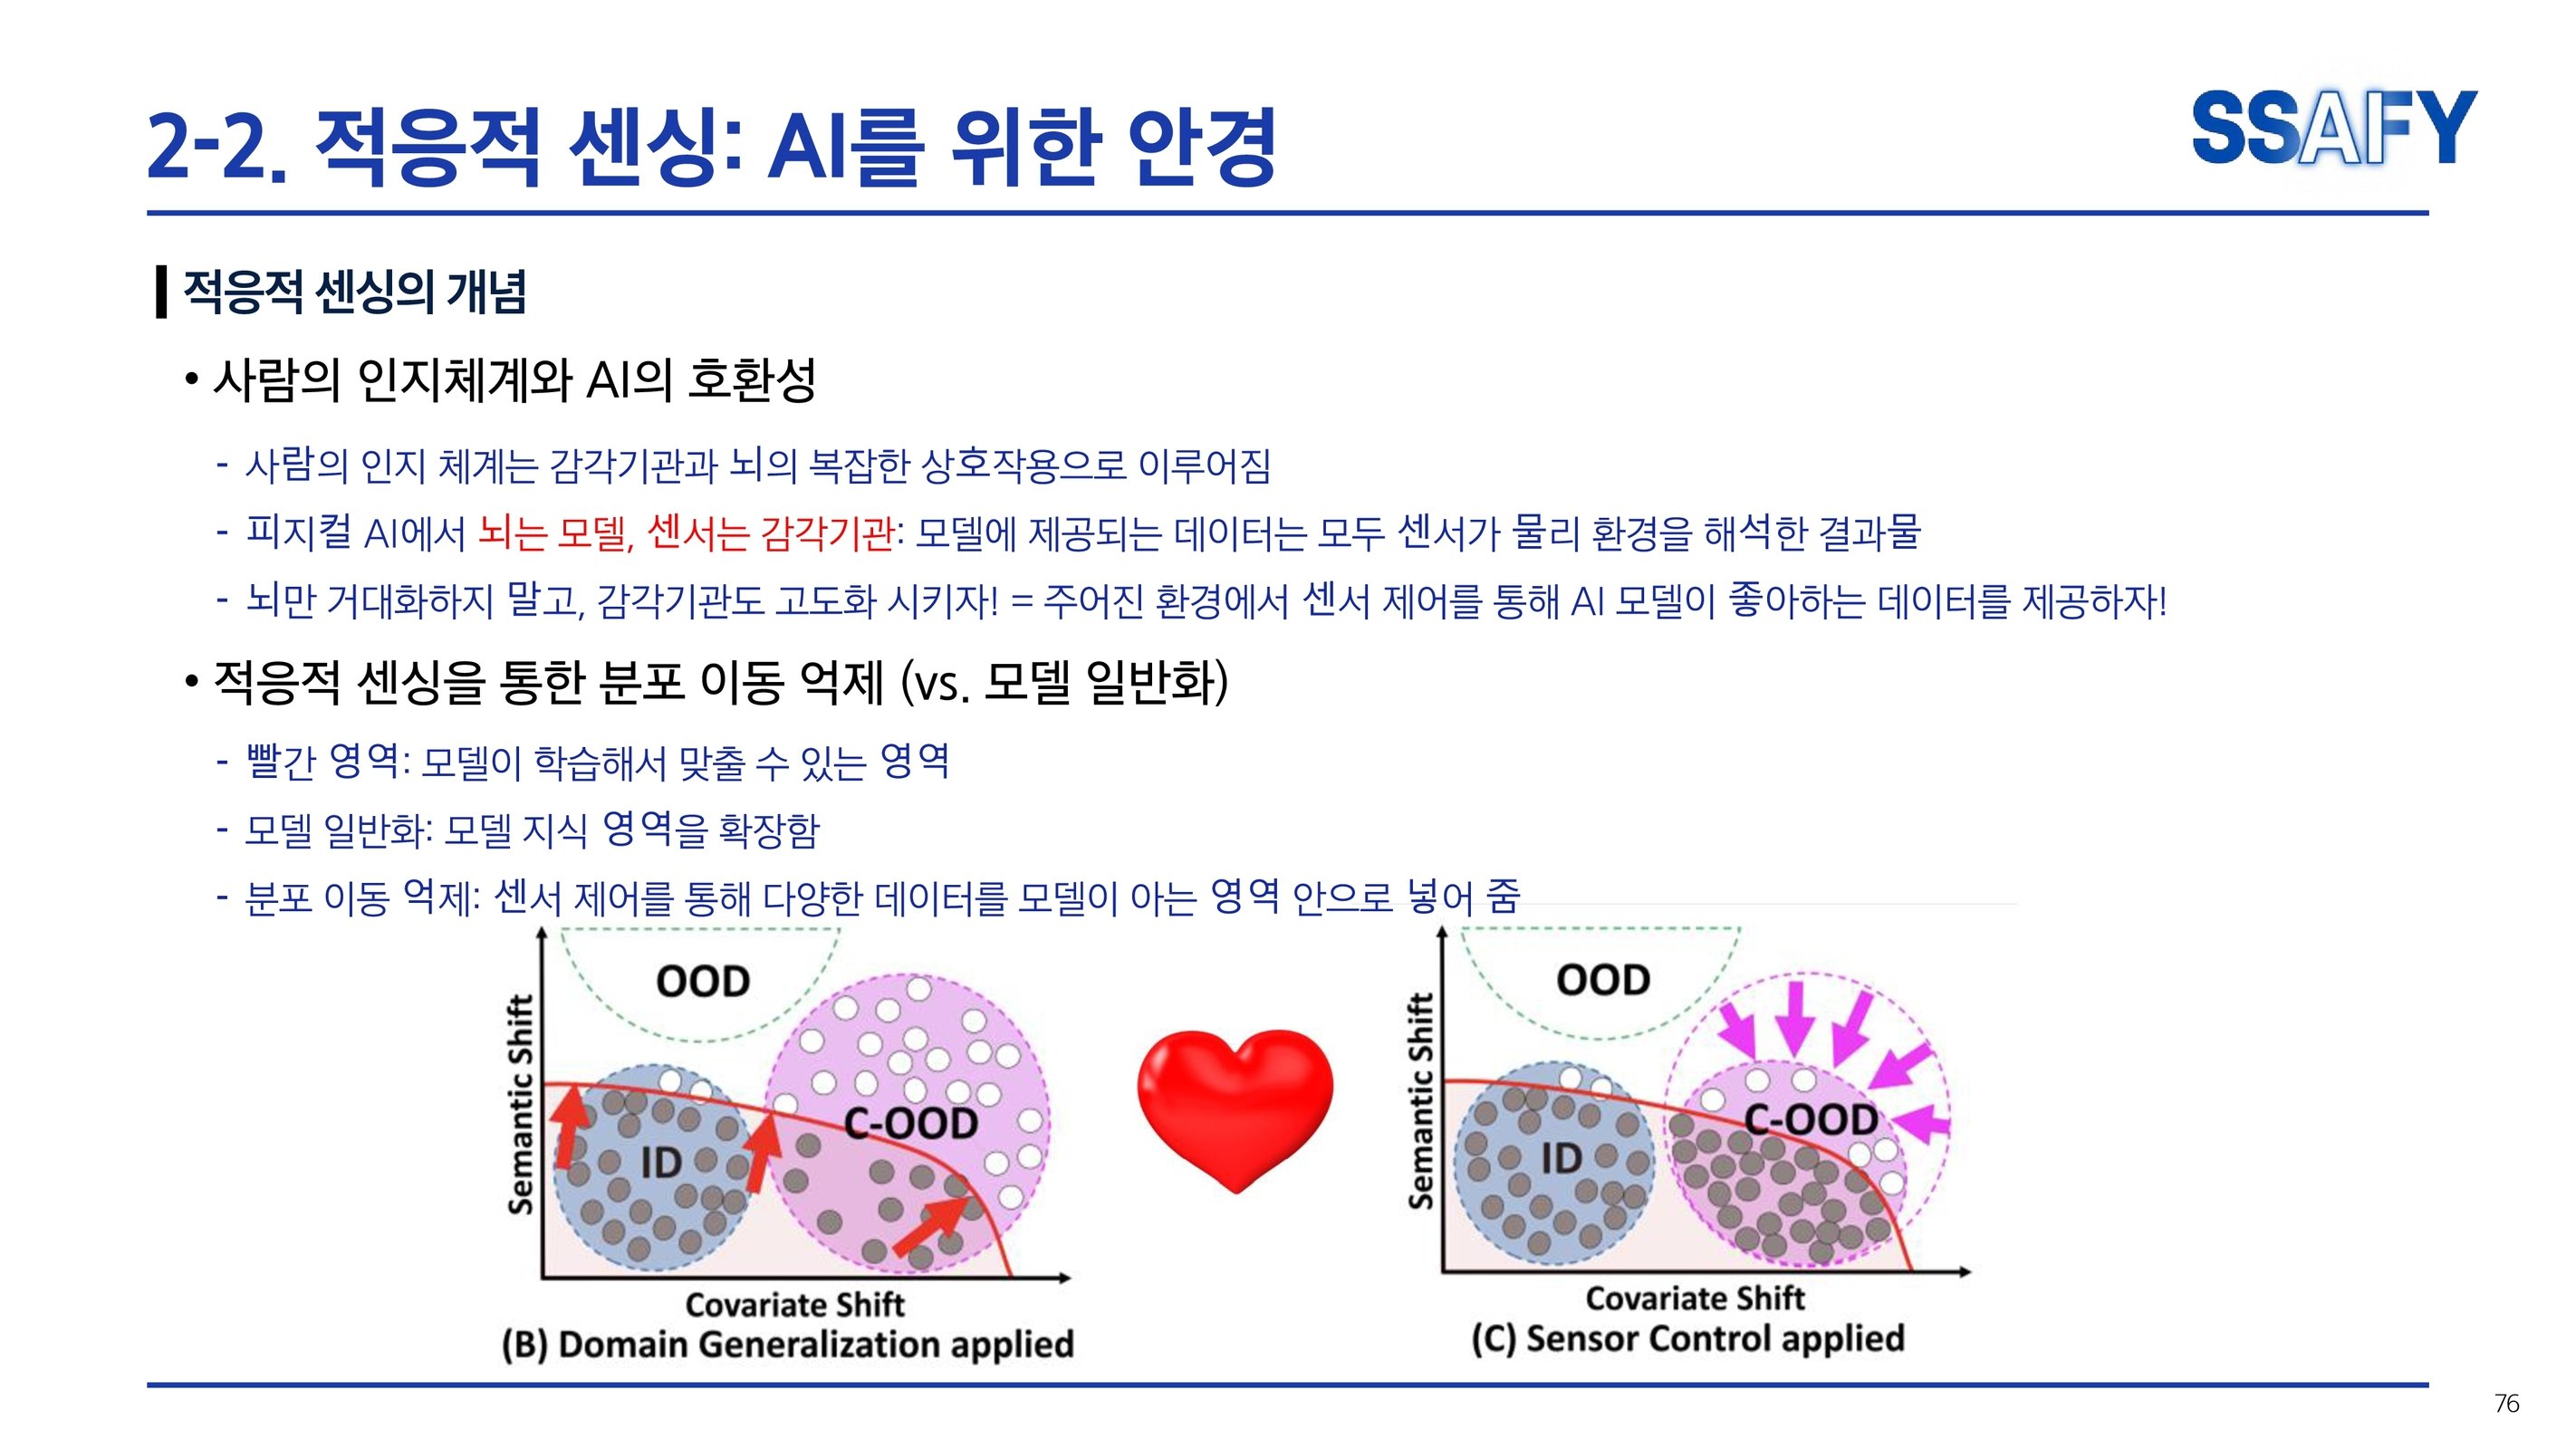 2-2. 적응적 센싱: AI를 위한 안경
SSAFY
적응적 센싱의 개념
• 사람의 인지체계와 AI의 호환성
- 사람의 인지 체계는 감각기관과 뇌의 복잡한 상호작용으로 이루어짐
- 피지컬 AI에서 뇌는 모델, 센서는 감각기관: 모델에 제공되는 데이터는 모두 센서가 물리 환경을 해석한 결과물
- 뇌만 거대화하지 말고, 감각기관도 고도화 시키자! = 주어진 환경에서 센서 제어를 통해 AI 모델이 좋아하는 데이터를 제공하자!
• 적응적 센싱을 통한 분포 이동 억제 (vs. 모델 일반화)
- 빨간 영역: 모델이 학습해서 맞출 수 있는 영역
- 모델 일반화: 모델 지식 영역을 확장함
- 분포 이동 억제: 센서 제어를 통해 다양한 데이터를 모델이 아는 영역 안으로 넣어 줌
OOD
C-OOD
ID
Semantic Shift
Covariate Shift
(B) Domain Generalization applied
OOD
C-OOD
ID
Semantic Shift
Covariate Shift
(C) Sensor Control applied
76